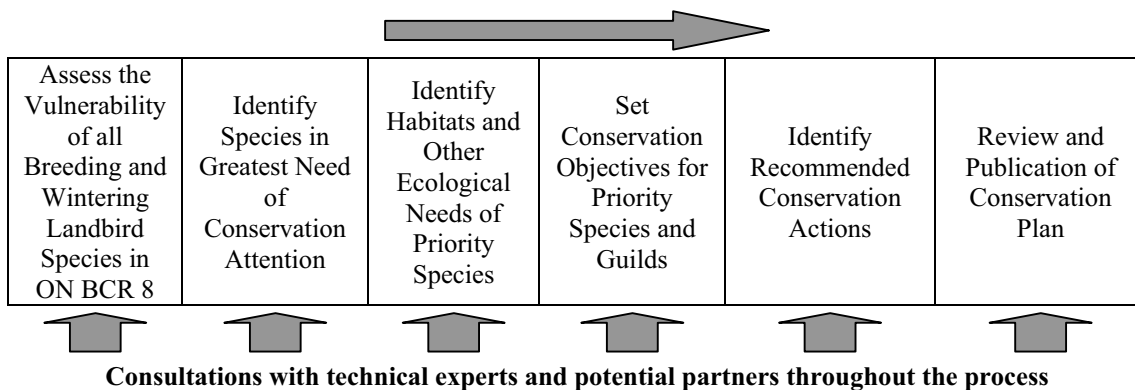 Assess the
Vulnerability
of all
Breeding and
Wintering
Landbird
Species in
ON BCR 8
Identify
Species in
Greatest Need
of
Conservation
Attention
Identify
Habitats and
Other
Ecological
Needs of
Priority
Species
Set
Conservation
Objectives for
Priority
Species and
Guilds
Identify
Recommended
Conservation
Actions
Review and
Publication of
Conservation
Plan
Consultations with technical experts and potential partners throughout the process